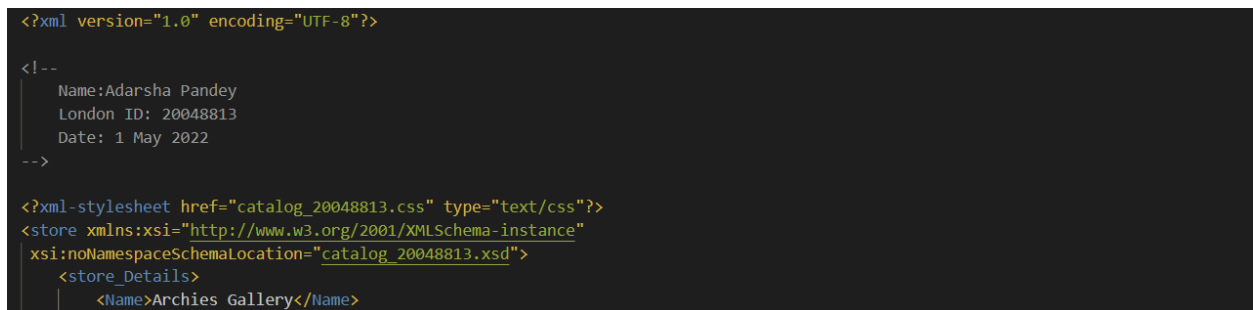 <?xml version="1.0" encoding="UTF-8"?>
<!--
Name:Adarsha Pandey
London ID: 20048813
Date: 1 May 2022
-->
<?xml-stylesheet href="catalog_20048813.css" type="text/css"?>
<store xmlns:xsi="http://www.w3.org/2001/XMLSchema-instance"
xsi:noNamespaceSchemaLocation="catalog_20048813.xsd">
<store_Details>
<Name>Archies Gallery</Name>